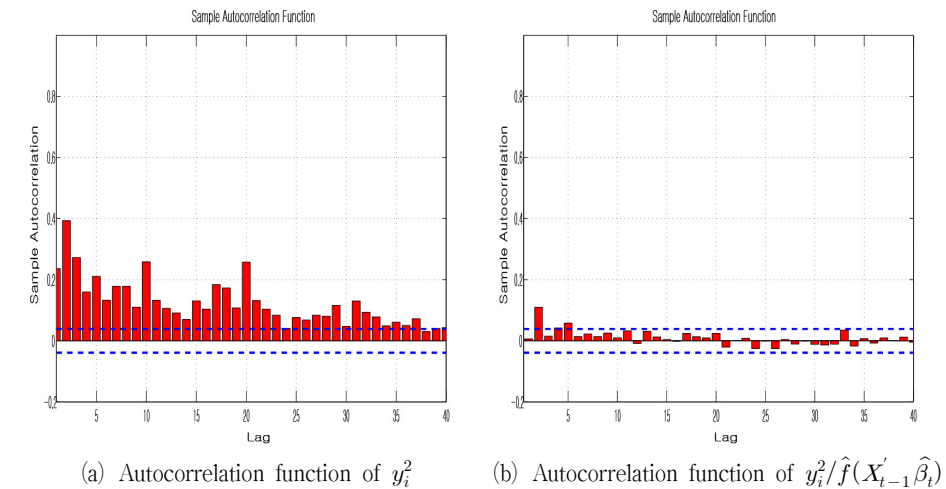 Sample Autocorrelation Function
Sample Autocorrelation Function
Sample Autocorrelation
0.8
0.6
0.4
0.2
0
-0.2
5 10 15 20 25 30 35 40
Lag
Sample Autocorrelation
0.8
0.6
0.4
0.2
0
-0.2
5 10 15 20 25 30 35 40
Lag
(a) Autocorrelation function of $y_i^2$
(b) Autocorrelation function of $y_i^2/\hat{f}(X_{t-1}^{'}\hat{\beta}_t)$